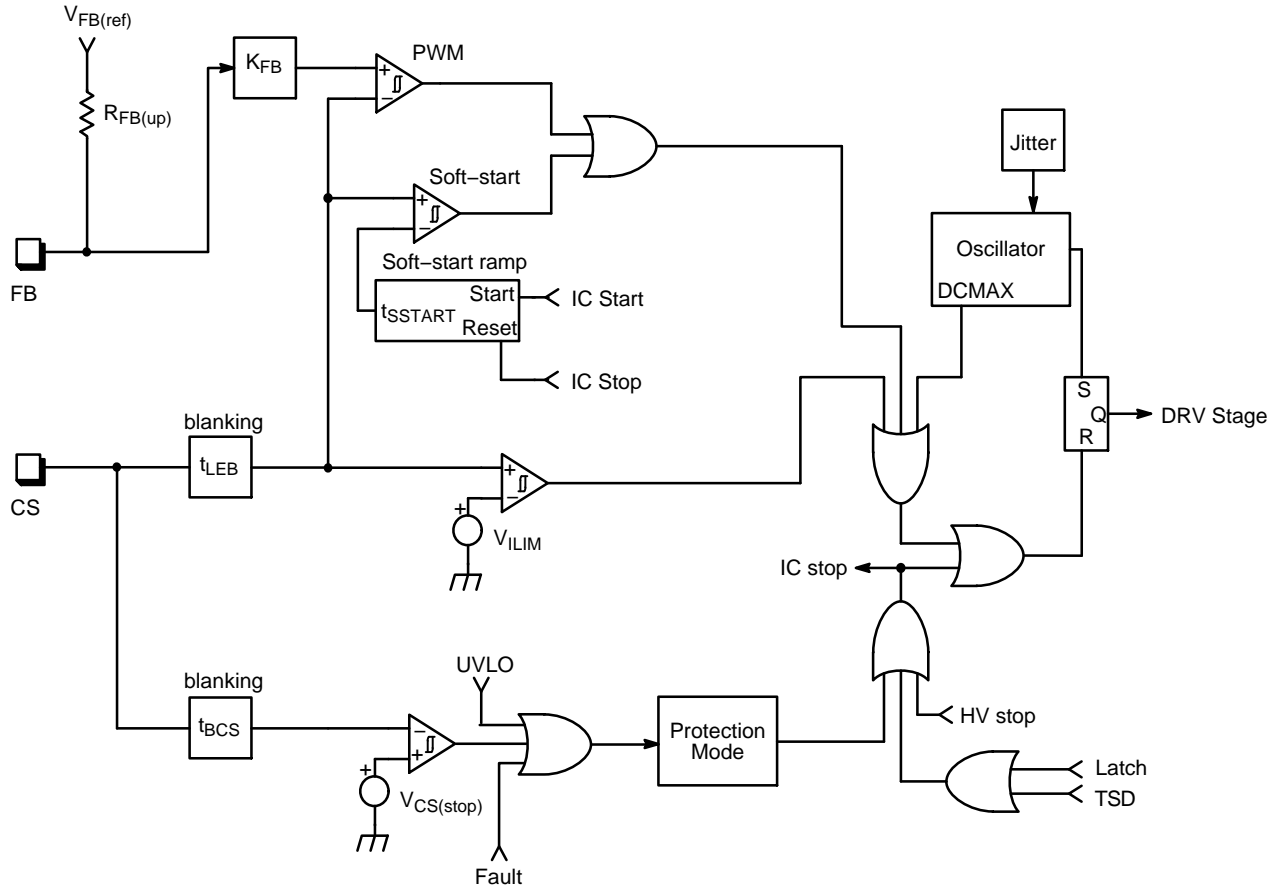 VFB(ref)
KFB
PWM
+
−
RFB(up)
Jitter
Soft−start
+
−
Oscillator
DCMAX
Soft−start ramp
Start
tSSTART
Reset
IC Start
IC Stop
FB
S
Q
R
DRV Stage
blanking
tLEB
CS
+
−
+
VILIM
IC stop
UVLO
blanking
tBCS
−
+
+
VCS(stop)
Protection
Mode
HV stop
Latch
TSD
Fault